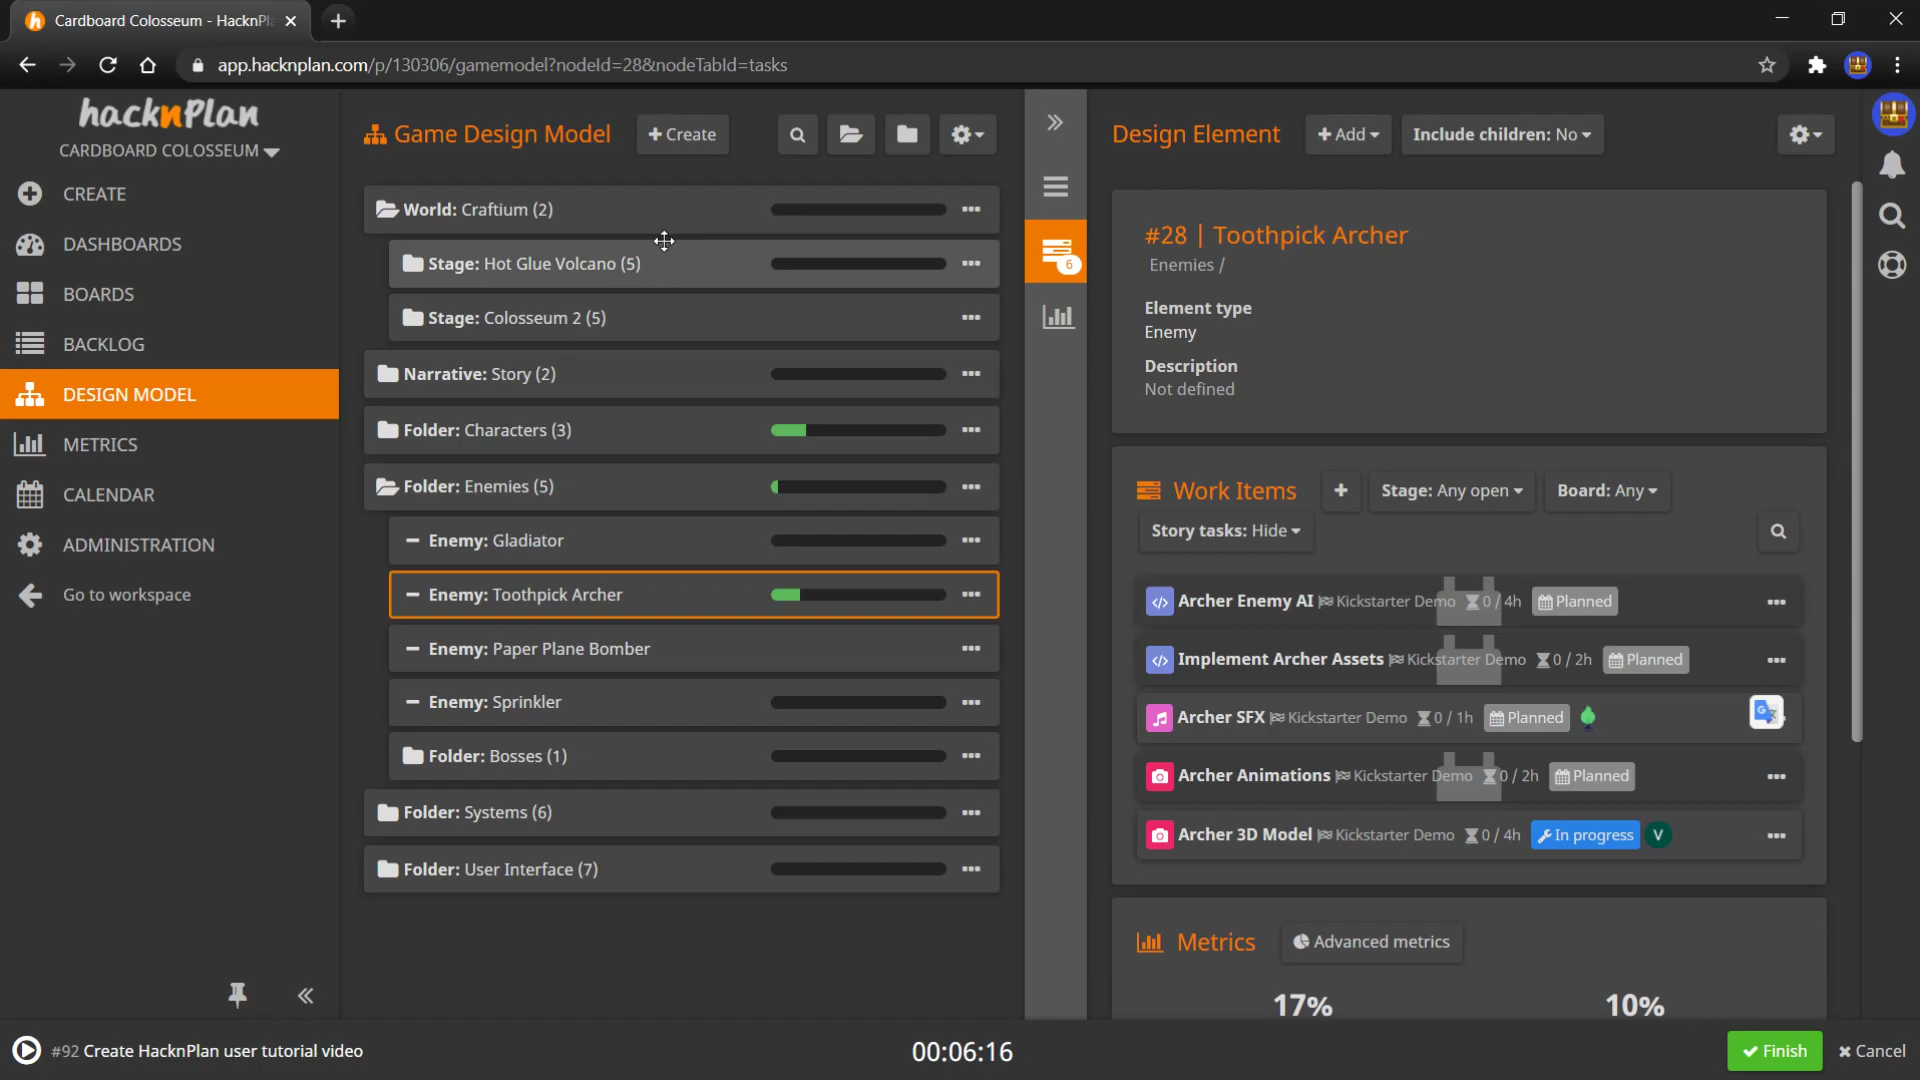 Cardboard Colosseum - HacknPl
app.hacknplan.com/p/130306/gamemodel?nodeId=28&nodeTabId=tasks
hacknPlan
CARDBOARD COLOSSEUM
CREATE
DASHBOARDS
BOARDS
BACKLOG
DESIGN MODEL
METRICS
CALENDAR
ADMINISTRATION
Go to workspace
Game Design Model
+ Create
World: Craftium (2)
Stage: Hot Glue Volcano (5)
Stage: Colosseum 2 (5)
Narrative: Story (2)
Folder: Characters (3)
Folder: Enemies (5)
Enemy: Gladiator
Enemy: Toothpick Archer
Enemy: Paper Plane Bomber
Enemy: Sprinkler
Folder: Bosses (1)
Folder: Systems (6)
Folder: User Interface (7)
6
Design Element
+ Add
Include children: No
#28 | Toothpick Archer
Enemies /
Element type
Enemy
Description
Not defined
Work Items
+
Stage: Any open
Board: Any
Story tasks: Hide
Archer Enemy AI Kickstarter Demo 0 / 4h Planned
Implement Archer Assets Kickstarter Demo 0 / 2h Planned
Archer SFX Kickstarter Demo 0 / 1h Planned
Archer Animations Kickstarter Demo 0 / 2h Planned
Archer 3D Model Kickstarter Demo 0 / 4h In progress V
Metrics
Advanced metrics
17% 10%
#92 Create HacknPlan user tutorial video
00:06:16
Finish
Cancel